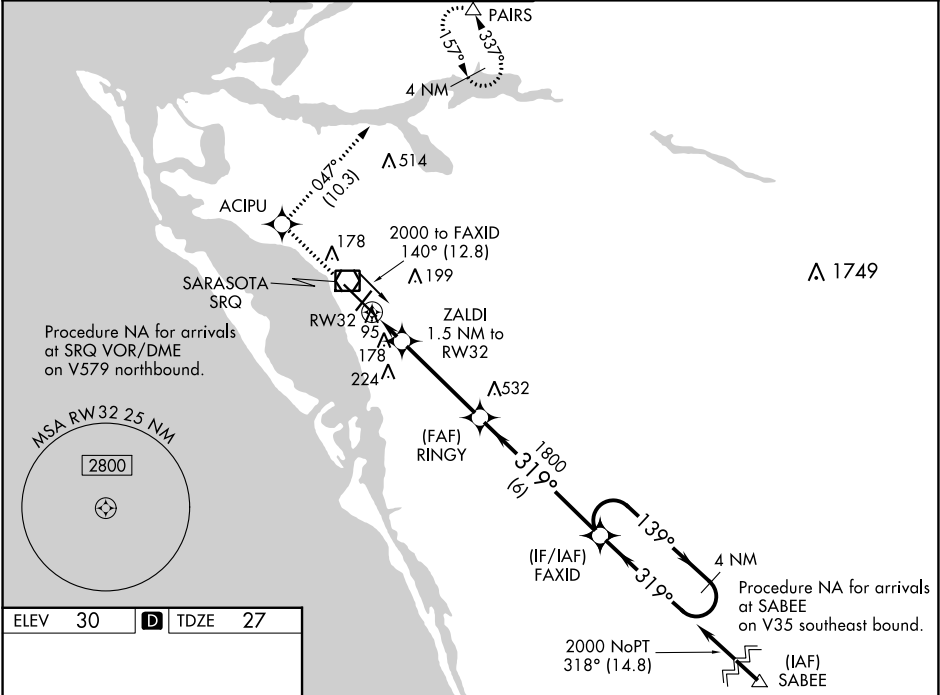 PAIRS
157°
337°
4 NM
047°
(10.3)
514
ACIPU
2000 to FAXID
140° (12.8)
178
199
1749
SARASOTA
SRQ
RW32
95
ZALDI
1.5 NM to
RW32
178
224
Procedure NA for arrivals
at SRQ VOR/DME
on V579 northbound.
532
MSA RW32 25 NM
2800
(FAF)
RINGY
1800
319°
(6)
(IF/IAF)
FAXID
139°
319°
4 NM
Procedure NA for arrivals
at SABEE
on V35 southeast bound.
2000 NoPT
318° (14.8)
(IAF)
SABEE
ELEV 30 D TDZE 27